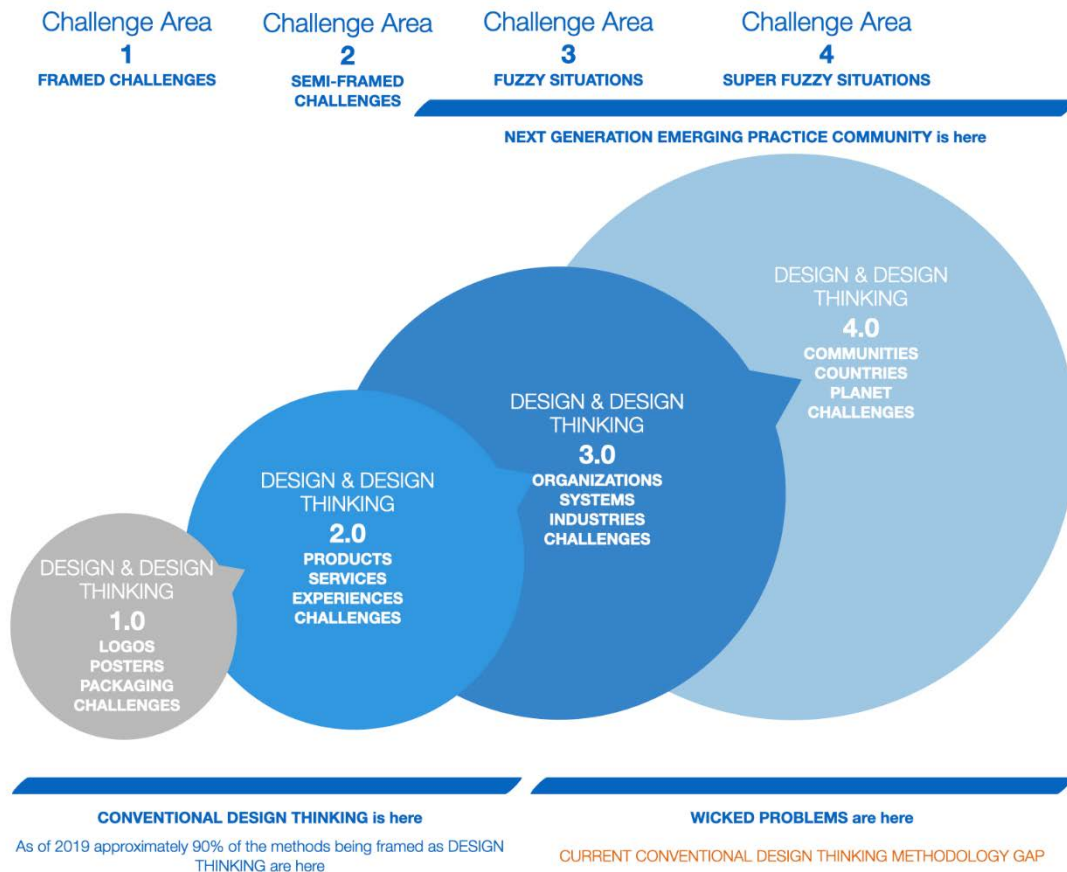 Challenge Area
1
FRAMED CHALLENGES
Challenge Area
2
SEMI-FRAMED
CHALLENGES
Challenge Area
3
FUZZY SITUATIONS
Challenge Area
4
SUPER FUZZY SITUATIONS
NEXT GENERATION EMERGING PRACTICE COMMUNITY is here
DESIGN & DESIGN
THINKING
1.0
LOGOS
POSTERS
PACKAGING
CHALLENGES
DESIGN & DESIGN
THINKING
2.0
PRODUCTS
SERVICES
EXPERIENCES
CHALLENGES
DESIGN & DESIGN
THINKING
3.0
ORGANIZATIONS
SYSTEMS
INDUSTRIES
CHALLENGES
DESIGN & DESIGN
THINKING
4.0
COMMUNITIES
COUNTRIES
PLANET
CHALLENGES
CONVENTIONAL DESIGN THINKING is here
As of 2019 approximately 90% of the methods being framed as DESIGN
THINKING are here
WICKED PROBLEMS are here
CURRENT CONVENTIONAL DESIGN THINKING METHODOLOGY GAP